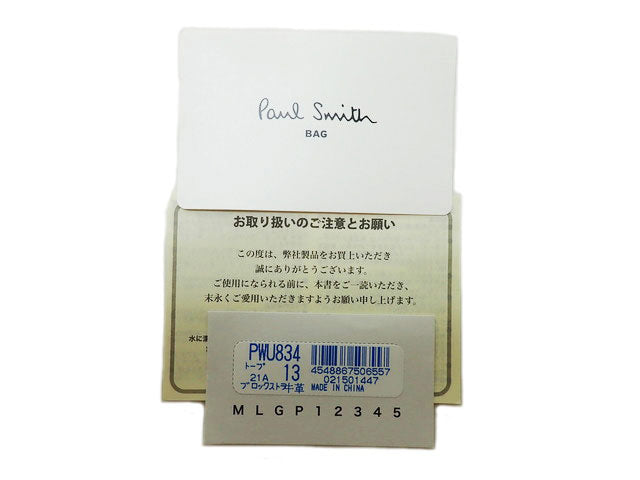 Paul Smith
BAG
お取り扱いのご注意とお願い
この度は、弊社製品をお買上いただき
誠にありがとうございます。
ご使用になられる前に、本書をご一読いただき、
末永くご愛用いただきますようお願い申し上げます。
水に濡
PWU834
トープ 13
21A
ブロックストラ牛革
4548867506557
021501447
MADE IN CHINA
M L G P 1 2 3 4 5